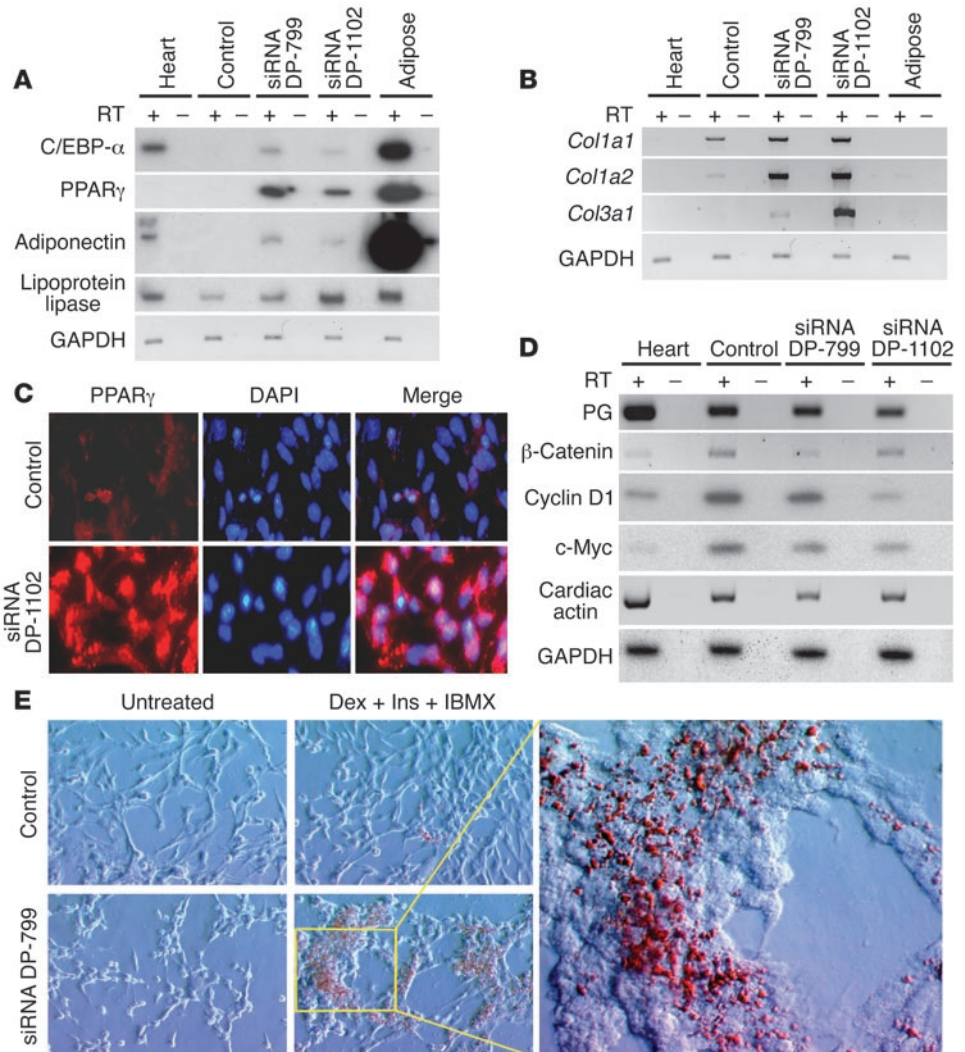 A
Heart
Control
siRNA
DP-799
siRNA
DP-1102
Adipose
RT + – + – + – + – + –
C/EBP-α
PPARγ
Adiponectin
Lipoprotein
lipase
GAPDH
B
Heart
Control
siRNA
DP-799
siRNA
DP-1102
Adipose
RT + – + – + – + – + –
Col1a1
Col1a2
Col3a1
GAPDH
C
PPARγ DAPI Merge
Control
siRNA
DP-1102
D
Heart Control siRNA
DP-799 siRNA
DP-1102
RT + – + – + – + –
PG
β-Catenin
Cyclin D1
c-Myc
Cardiac
actin
GAPDH
E
Untreated Dex + Ins + IBMX
Control
siRNA DP-799